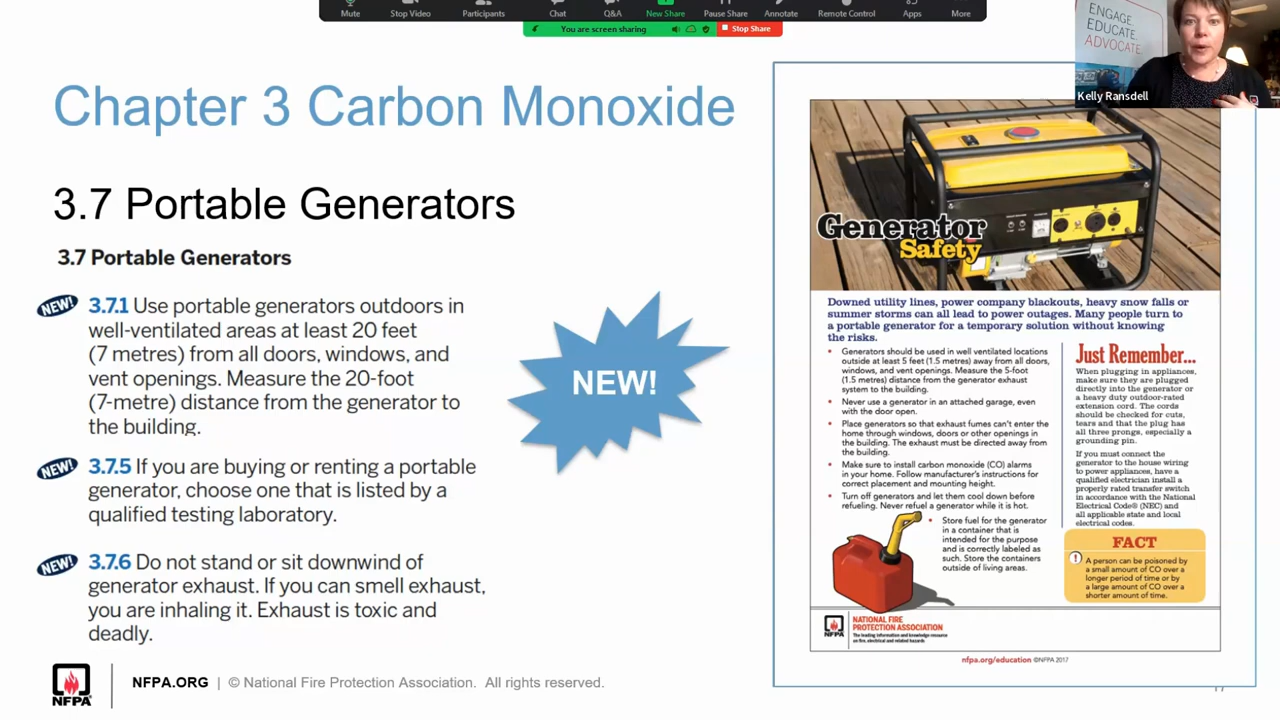 Mute
Stop Video
Participants
Chat
Q&A
New Share
Pause Share
Annotate
Remote Control
Apps
More
You are screen sharing
Stop Share
ENGAGE.
EDUCATE.
ADVOCATE.
Kelly Ransdell
Chapter 3 Carbon Monoxide
3.7 Portable Generators
3.7 Portable Generators
NEW!
3.7.1 Use portable generators outdoors in
well-ventilated areas at least 20 feet
(7 metres) from all doors, windows, and
vent openings. Measure the 20-foot
(7-metre) distance from the generator to
the building.
NEW!
3.7.5 If you are buying or renting a portable
generator, choose one that is listed by a
qualified testing laboratory.
NEW!
3.7.6 Do not stand or sit downwind of
generator exhaust. If you can smell exhaust,
you are inhaling it. Exhaust is toxic and
deadly.
NEW!
Generator
Safety
Downed utility lines, power company blackouts, heavy snow falls or
summer storms can all lead to power outages. Many people turn to
a portable generator for a temporary solution without knowing
the risks.
• Generators should be used in well ventilated locations
outside at least 5 feet (1.5 metres) away from all doors,
windows, and vent openings. Measure the 5-foot
(1.5 metres) distance from the generator exhaust
system to the building.
• Never use a generator in an attached garage, even
with the door open.
• Place generators so that exhaust fumes can't enter the
home through windows, doors or other openings in
the building. The exhaust must be directed away from
the building.
• Make sure to install carbon monoxide (CO) alarms
in your home. Follow manufacturer's instructions for
correct placement and mounting height.
• Turn off generators and let them cool down before
refueling. Never refuel a generator while it is hot.
• Store fuel for the generator
in a container that is
intended for the purpose
and is correctly labeled as
such. Store the containers
outside of living areas.
Just Remember...
When plugging in appliances,
make sure they are plugged
directly into the generator or
a heavy duty outdoor-rated
extension cord. The cords
should be checked for cuts,
tears and that the plug has
all three prongs, especially a
grounding pin.
If you must connect the
generator to the house wiring
to power appliances, have a
qualified electrician install a
properly rated transfer switch
in accordance with the National
Electrical Code® (NEC) and
all applicable state and local
electrical codes.
FACT
! A person can be poisoned by
a small amount of CO over a
longer period of time or by
a large amount of CO over a
shorter amount of time.
NFPA
NATIONAL FIRE
PROTECTION ASSOCIATION
The leading information and knowledge resource
on fire, electrical and related hazards
nfpa.org/education ©NFPA 2017
NFPA
NFPA.ORG | © National Fire Protection Association. All rights reserved.